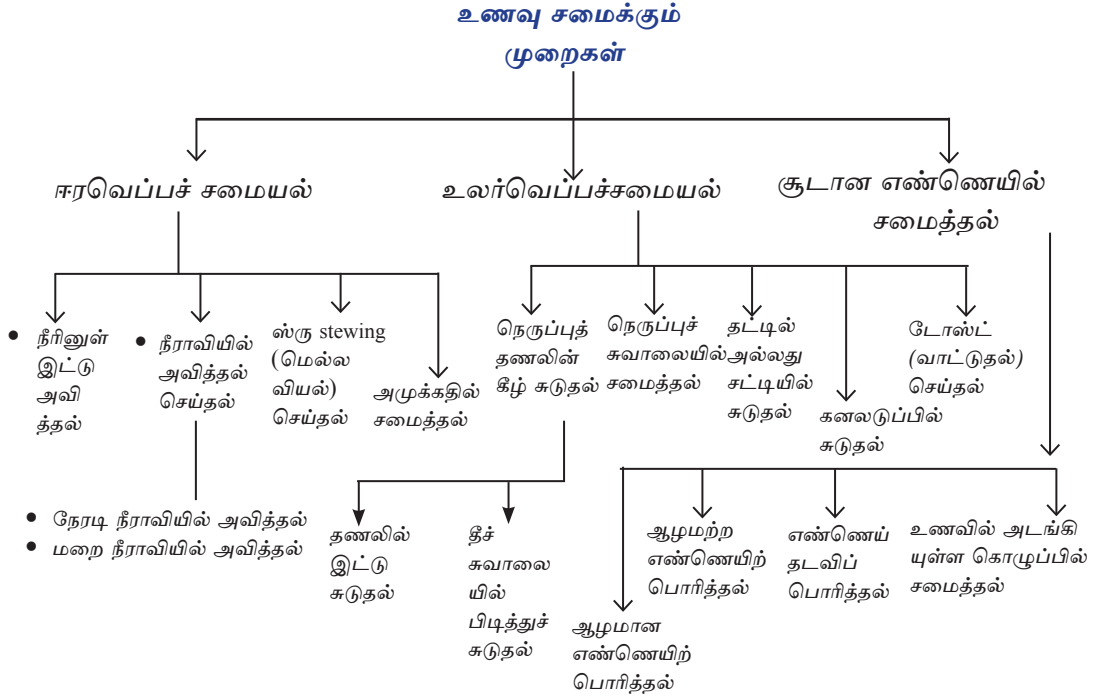 உணவு சமைக்கும்
முறைகள்
ஈரவெப்பச் சமையல்
உலர்வெப்பச்சமையல்
சூடான எண்ணெயில்
சமைத்தல்
• நீரினுள்
இட்டு
அவி
த்தல்
• நீராவியில்
அவித்தல்
செய்தல்
ஸ்ரு stewing
(மெல்ல
வியல்)
செய்தல்
அமுக்கதில்
சமைத்தல்
நெருப்புத்
தணலின்
கீழ் சுடுதல்
நெருப்புச்
சுவாலையில்
சமைத்தல்
தட்டில்
அல்லது
சட்டியில்
சுடுதல்
கனலடுப்பில்
சுடுதல்
டோஸ்ட்
(வாட்டுதல்)
செய்தல்
• நேரடி நீராவியில் அவித்தல்
• மறை நீராவியில் அவித்தல்
தணலில்
இட்டு
சுடுதல்
தீச்
சுவாலை
யில்
பிடித்துச்
சுடுதல்
ஆழமான
எண்ணெயிற்
பொரித்தல்
ஆழமற்ற
எண்ணெயிற்
பொரித்தல்
எண்ணெய்
தடவிப்
பொரித்தல்
உணவில் அடங்கி
யுள்ள கொழுப்பில்
சமைத்தல்